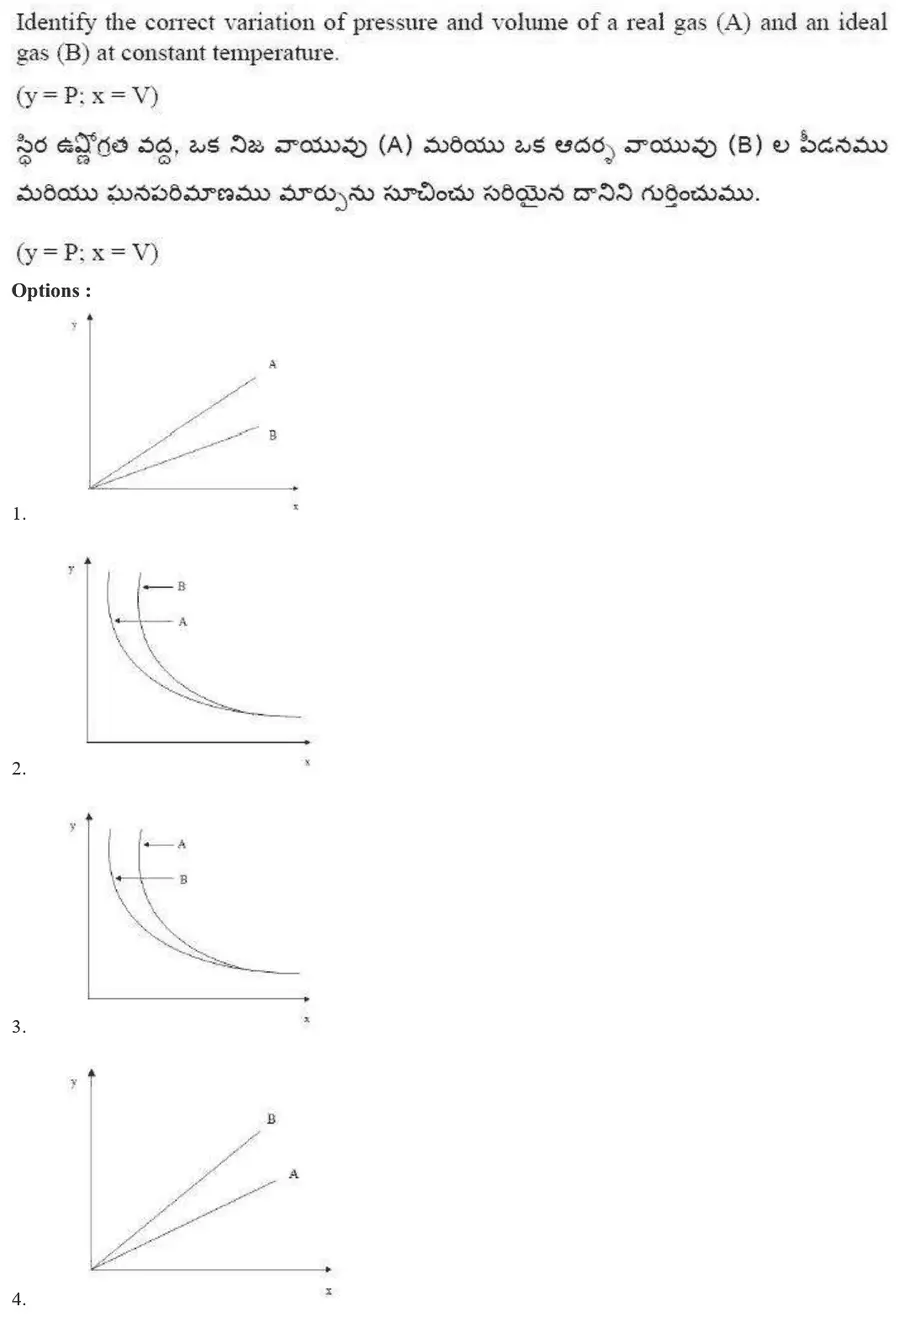 Identify the correct variation of pressure and volume of a real gas (A) and an ideal
gas (B) at constant temperature.
(y = P; x = V)
స్థిర ఉష్ణోగ్రత వద్ద, ఒక నిజ వాయువు (A) మరియు ఒక ఆదర్శ వాయువు (B) ల పీడనము
మరియు ఘనపరిమాణము మార్పును సూచించు సరియైన దానిని గుర్తించుము.
(y = P; x = V)
Options :
y
A
B
x
1.
y
B
A
x
2.
y
A
B
x
3.
y
B
A
x
4.